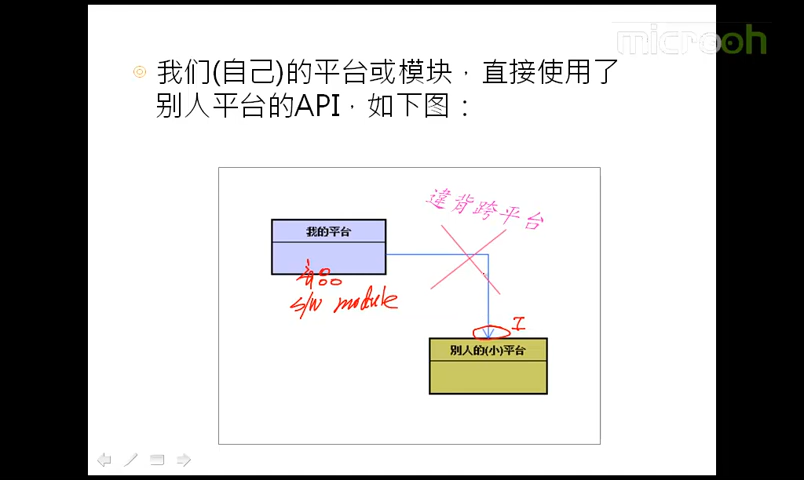 microoh
我们(自己)的平台或模块，直接使用了
别人平台的API，如下图：
違背跨平台
我的平台
s/w module
I
別人的(小)平台